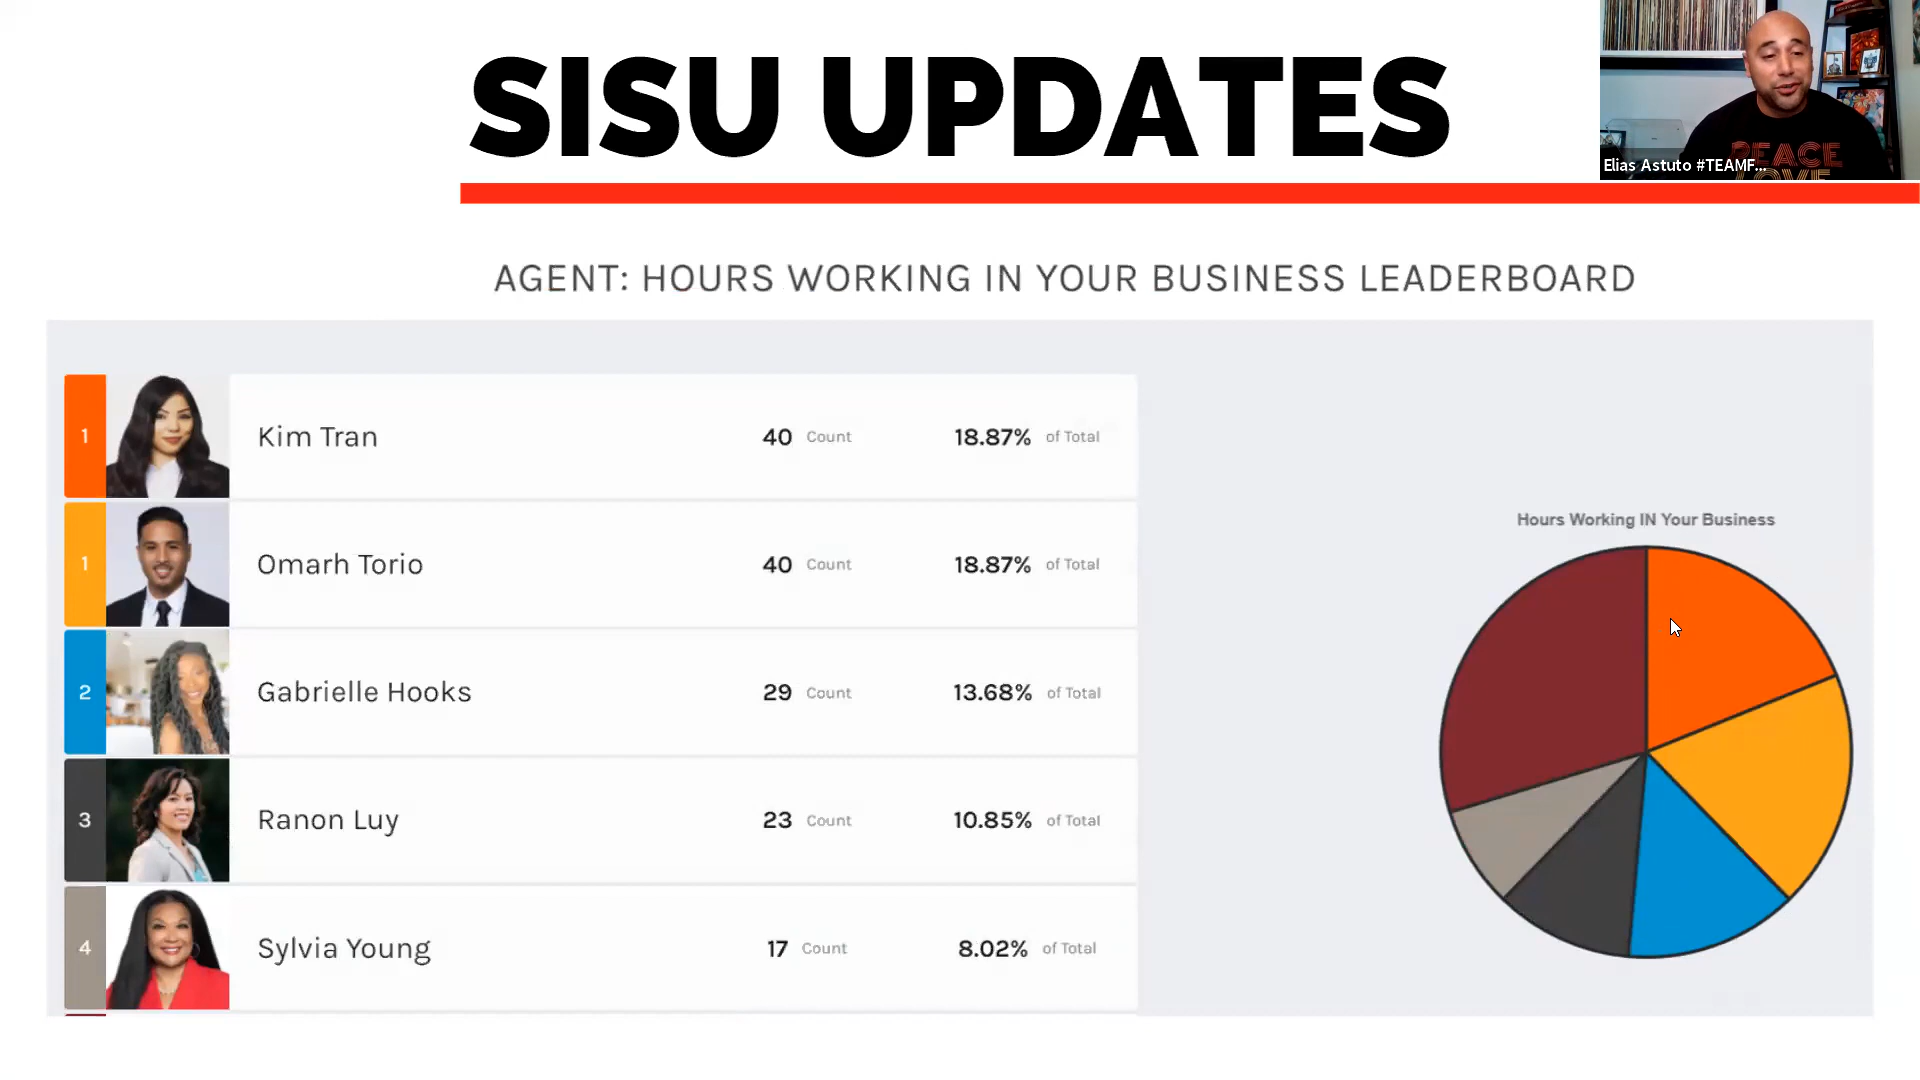 SISU UPDATES
PEACE
LOVE
Elias Astuto #TEAMF...
AGENT: HOURS WORKING IN YOUR BUSINESS LEADERBOARD
1 Kim Tran 40 Count 18.87% of Total
1 Omarh Torio 40 Count 18.87% of Total
2 Gabrielle Hooks 29 Count 13.68% of Total
3 Ranon Luy 23 Count 10.85% of Total
4 Sylvia Young 17 Count 8.02% of Total
Hours Working IN Your Business